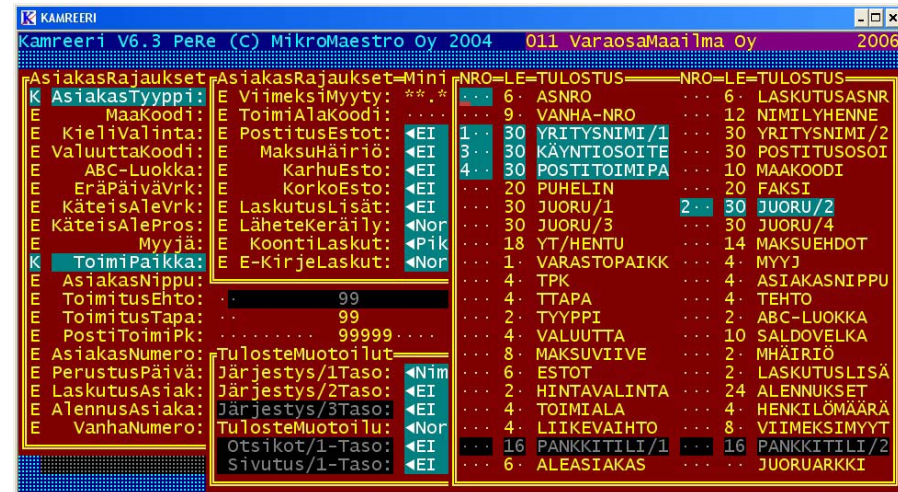 KAMREERI
Kamreeri V6.3 PeRe (C) MikroMaestro Oy 2004 011 VaraosaMaailma Oy 2006
AsiakasRajaukset AsiakasRajaukset=Mini NRO=LE=TULOSTUS NRO=LE=TULOSTUS
K AsiakasTyyppi: E ViimeksiMyyty: **.* ... 6. ASNRO ... 6. LASKUTUSASNR
E MaaKoodi: E ToimiAlaKoodi: .... ... 9. VANHA-NRO ... 12 NIMILYHENNE
E KieliValinta: E PostitusEstot: ◄EI 1.. 30 YRITYSNIMI/1 ... 30 YRITYSNIMI/2
E ValuuttaKoodi: E MaksuHäiriö: ◄EI 3.. 30 KÄYNTIOSOITE ... 30 POSTITUSOSOI
E ABC-Luokka: E KarhuEsto: ◄EI 4.. 30 POSTITOIMIPA ... 10 MAAKOODI
E EräPäiväVrk: E KorkoEsto: ◄EI ... 20 PUHELIN ... 20 FAKSI
E KäteisAleVrk: E LaskutusLisät: ◄EI ... 30 JUORU/1 2.. 30 JUORU/2
E KäteisAlePros: E LäheteKeräily: ◄Nor ... 30 JUORU/3 ... 30 JUORU/4
E Myyjä: E KoontiLaskut: ◄Pik ... 18 YT/HENTU ... 14 MAKSUEHDOT
K ToimiPaikka: E E-KirjeLaskut: ◄Nor ... 1. VARASTOPAIKK ... 4. MYYJ
E AsiakasNippu: ... 4. TPK ... 4. ASIAKASNIPPU
E ToimitusEhto: .. 99 ... 4. TTAPA ... 4. TEHTO
E ToimitusTapa: .. 99 ... 2. TYYPPI ... 2. ABC-LUOKKA
E PostiToimiPk: .......... 99999.... ... 4. VALUUTTA ... 10 SALDOVELKA
E AsiakasNumero: TulosteMuotoilut ... 8. MAKSUVIIVE ... 2. MHÄIRIÖ
E PerustusPäivä: Järjestys/1Taso: ◄Nim ... 6. ESTOT ... 2. LASKUTUSLISÄ
E LaskutusAsiak: Järjestys/2Taso: ◄EI ... 2. HINTAVALINTA ... 24 ALENNUKSET
E AlennusAsiaka: Järjestys/3Taso: ◄EI ... 4. TOIMIALA ... 4. HENKILÖMÄÄRÄ
E VanhaNumero: TulosteMuotoilu: ◄Nor ... 4. LIIKEVAIHTO ... 8. VIIMEKSIMYYT
Otsikot/1-Taso: ◄EI ... 16 PANKKITILI/1 ... 16 PANKKITILI/2
Sivutus/1-Taso: ◄EI ... 6. ALEASIAKAS ... .. JUORUARKKI